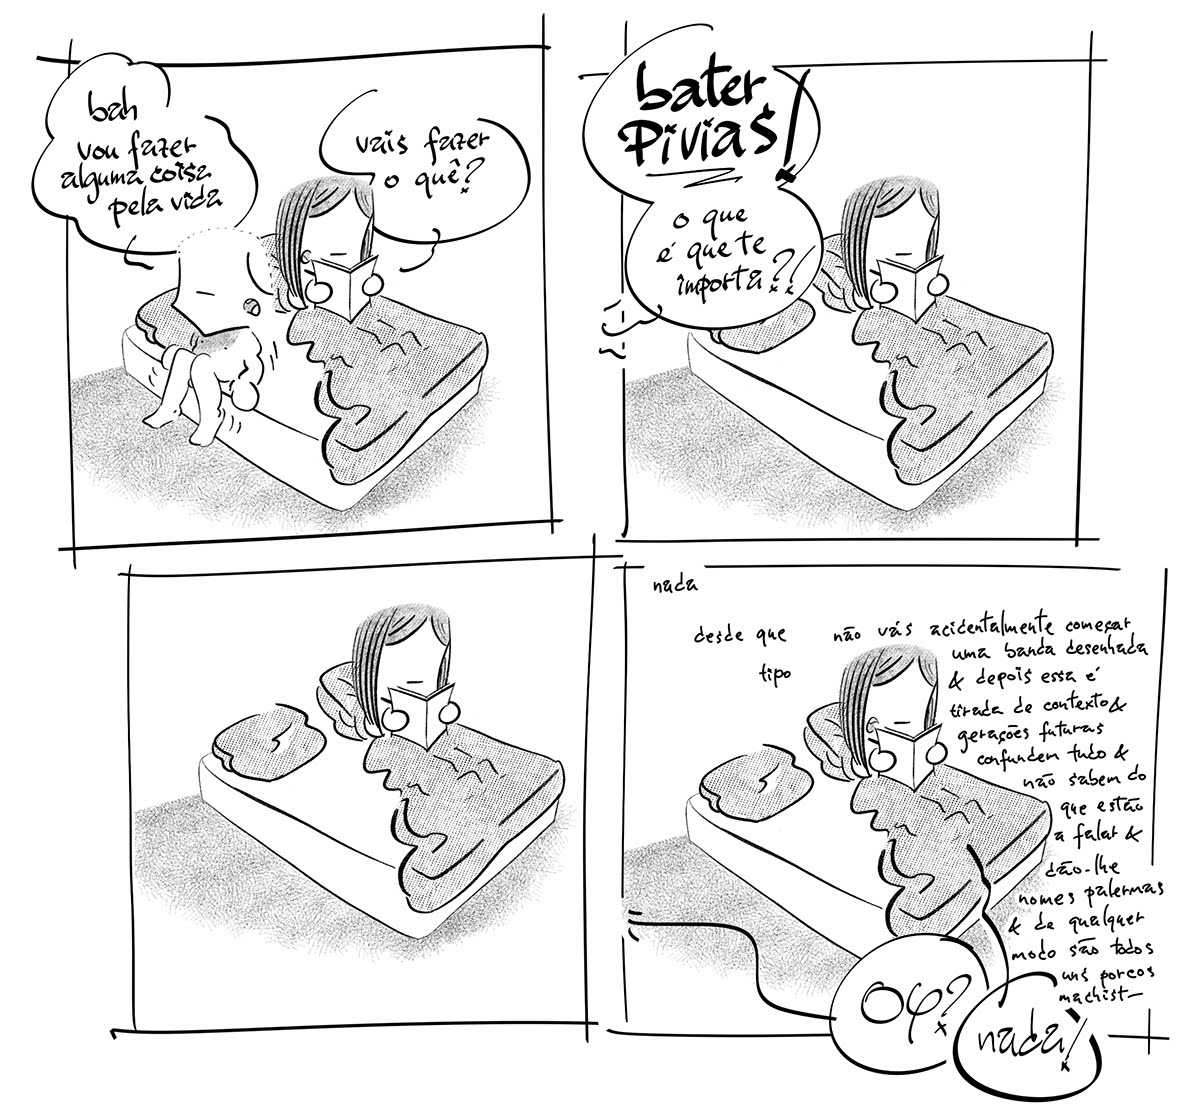 bah
vou fazer
alguma coisa
pela vida
vais fazer
o quê?
bater
Pivias!
o que
é que te
importa??
nada
desde que
tipo
não vás acidentalmente começar
uma banda desenhada
& depois essa é
tirada de contexto &
gerações futuras
confundem tudo &
não sabem do
que estão
a falar &
dão-lhe
nomes palermas
& de qualquer
modo são todos
uns porcos
machist—
nada!